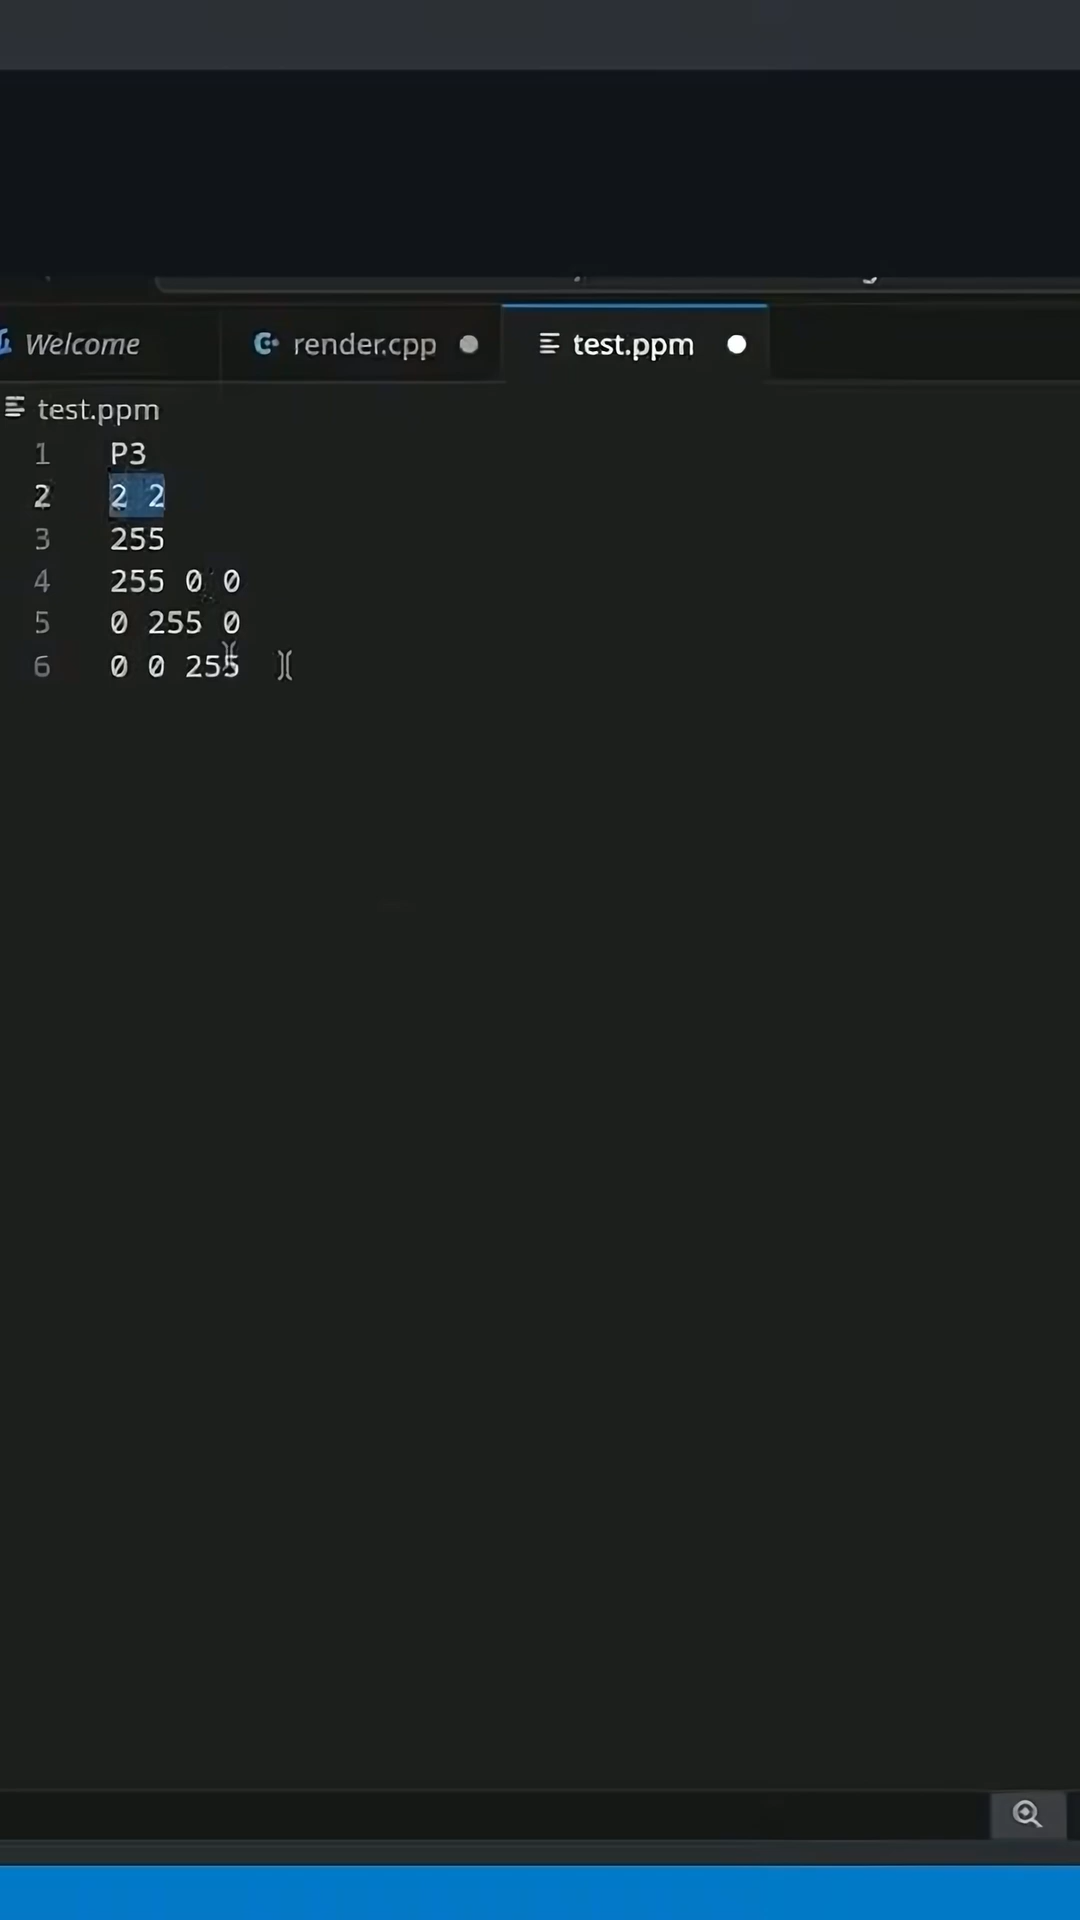 Welcome
render.cpp
test.ppm
test.ppm
1 P3
2 2 2
3 255
4 255 0 0
5 0 255 0
6 0 0 255